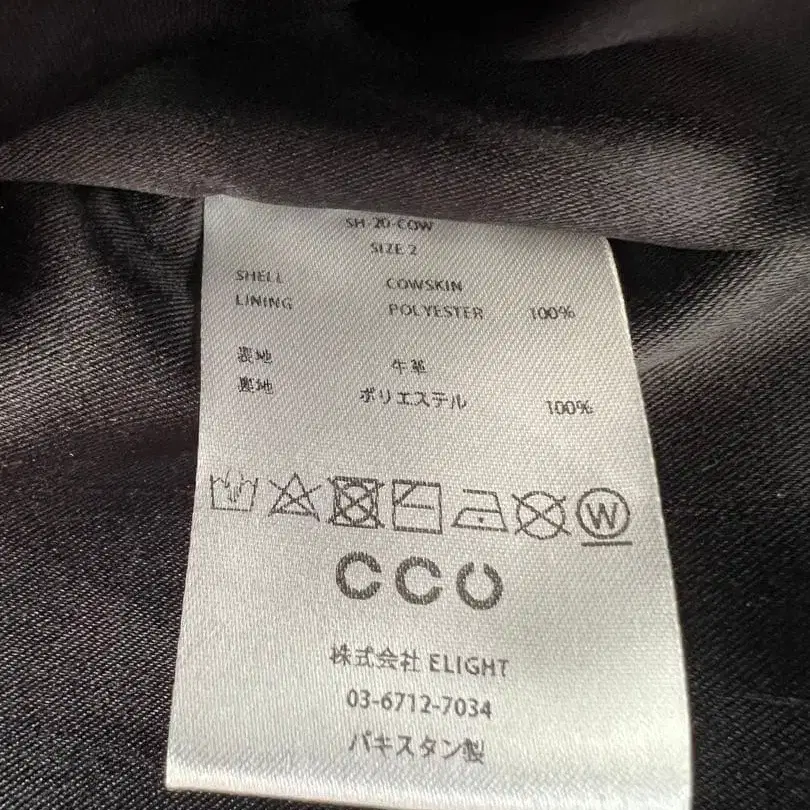 SH-20-COW
SIZE 2
SHELL COWSKIN
LINING POLYESTER 100%
表地 牛革
裏地 ポリエステル 100%
W
CCU
株式会社 ELIGHT
03-6712-7034
パキスタン製